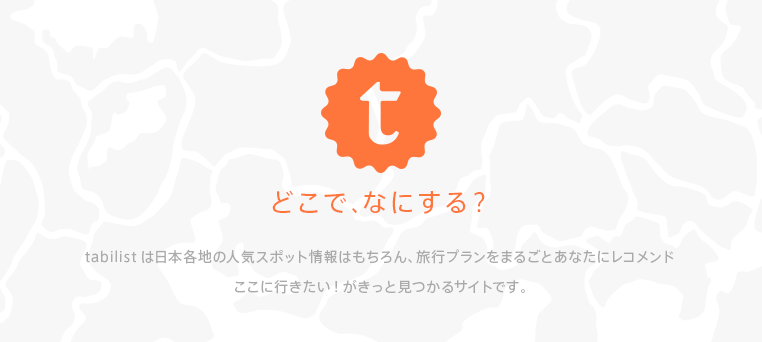 t
どこで、なにする？
tabilist は日本各地の人気スポット情報はもちろん、旅行プランをまるごとあなたにレコメンド
ここに行きたい！がきっと見つかるサイトです。